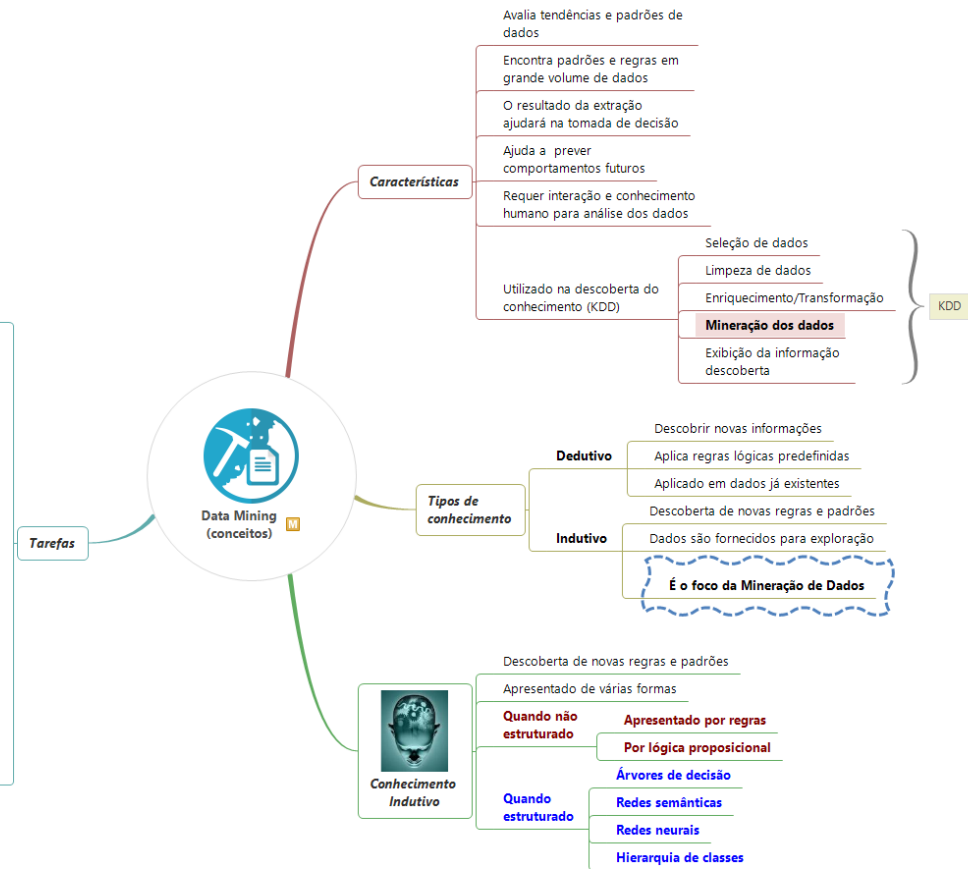 Avalia tendências e padrões de
dados
Encontra padrões e regras em
grande volume de dados
O resultado da extração
ajudará na tomada de decisão
Ajuda a  prever
comportamentos futuros
Características
Requer interação e conhecimento
humano para análise dos dados
Utilizado na descoberta do
conhecimento (KDD)
Seleção de dados
Limpeza de dados
Enriquecimento/Transformação
Mineração dos dados
Exibição da informação
descoberta
KDD
Data Mining
(conceitos)
M
Tarefas
Tipos de
conhecimento
Dedutivo
Descobrir novas informações
Aplica regras lógicas predefinidas
Aplicado em dados já existentes
Indutivo
Descoberta de novas regras e padrões
Dados são fornecidos para exploração
É o foco da Mineração de Dados
Conhecimento
Indutivo
Descoberta de novas regras e padrões
Apresentado de várias formas
Quando não
estruturado
Apresentado por regras
Por lógica proposicional
Quando
estruturado
Árvores de decisão
Redes semânticas
Redes neurais
Hierarquia de classes